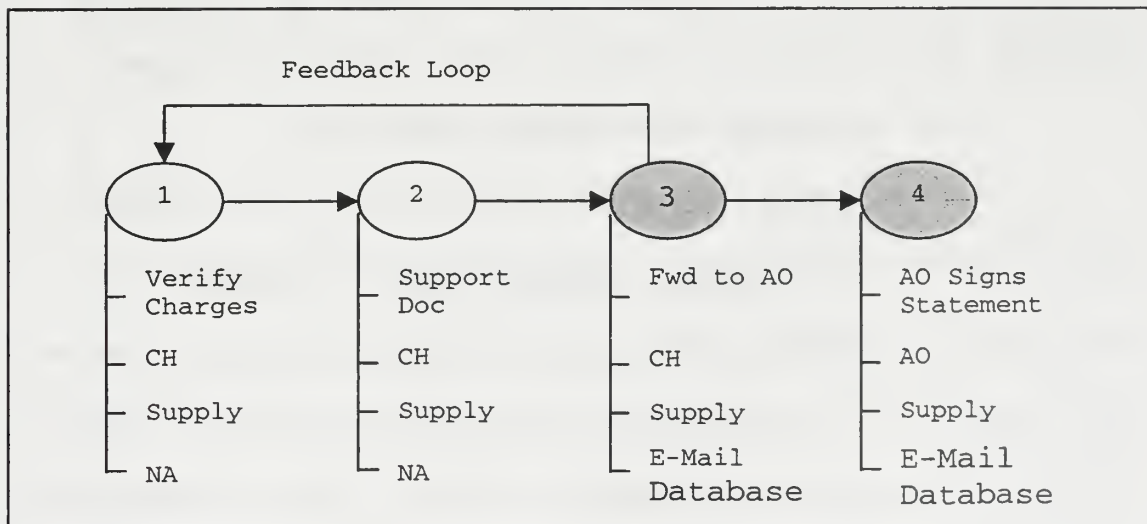 Feedback Loop
1
2
3
4
Verify
Charges
CH
Supply
NA
Support
Doc
CH
Supply
NA
Fwd to AO
CH
Supply
E-Mail
Database
AO Signs
Statement
AO
Supply
E-Mail
Database